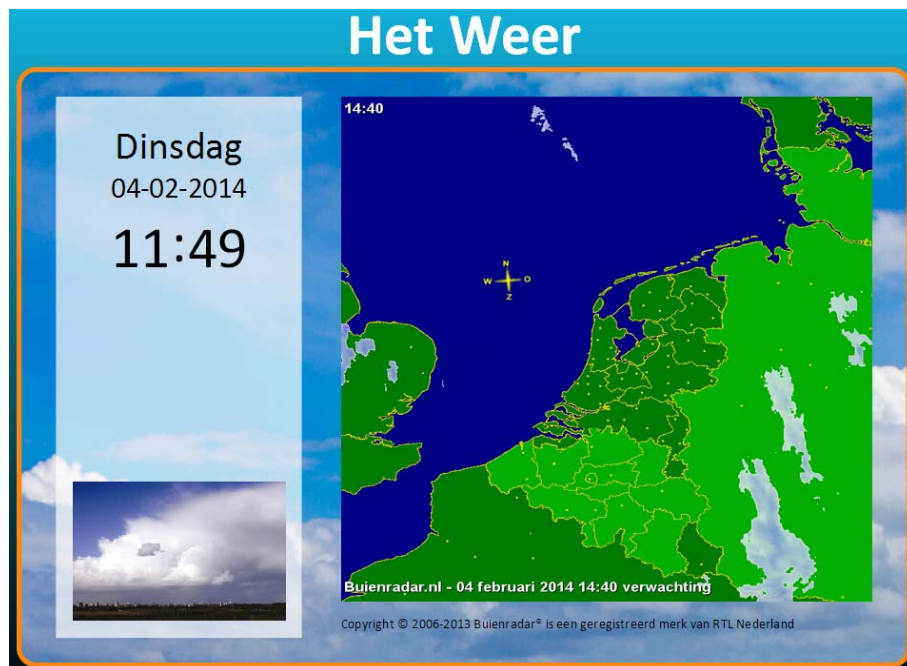 Het Weer
Dinsdag
04-02-2014
11:49
14:40
N
W O
Z
Buienradar.nl - 04 februari 2014 14:40 verwachting
Copyright © 2006-2013 Buienradar® is een geregistreerd merk van RTL Nederland